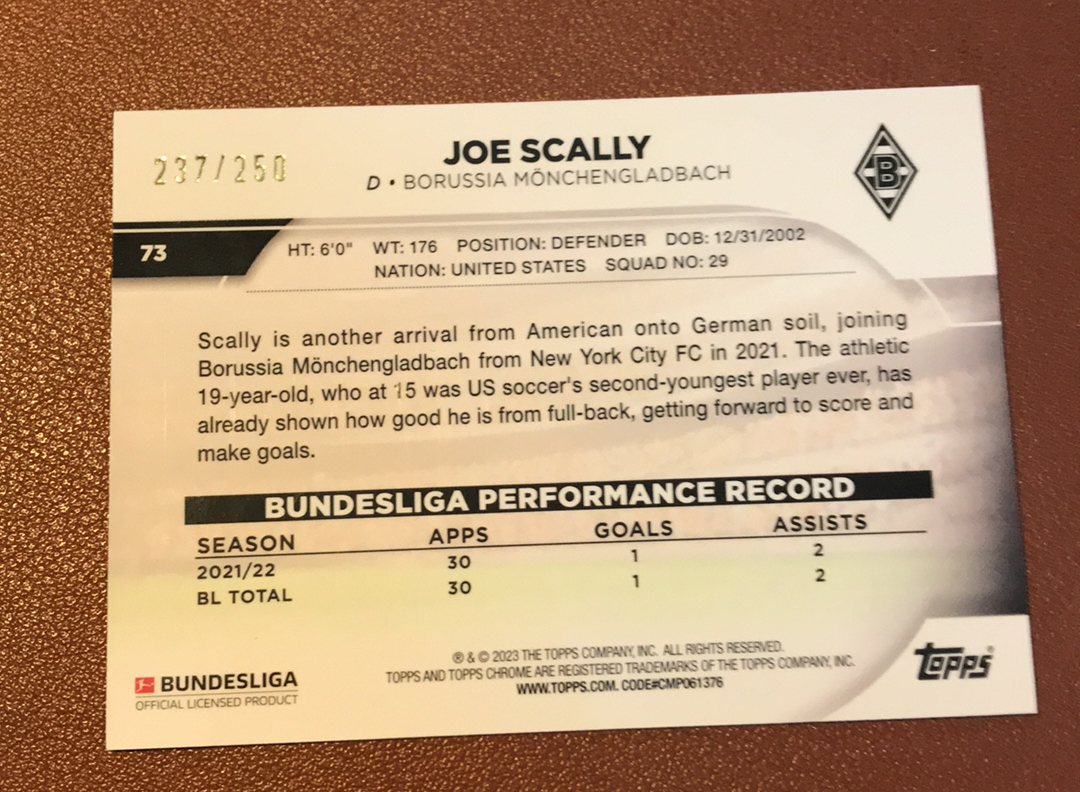 237/250
JOE SCALLY
D • BORUSSIA MÖNCHENGLADBACH
B
73
HT: 6'0" WT: 176 POSITION: DEFENDER DOB: 12/31/2002
NATION: UNITED STATES SQUAD NO: 29
Scally is another arrival from American onto German soil, joining
Borussia Mönchengladbach from New York City FC in 2021. The athletic
19-year-old, who at 15 was US soccer's second-youngest player ever, has
already shown how good he is from full-back, getting forward to score and
make goals.
BUNDESLIGA PERFORMANCE RECORD
SEASON APPS GOALS ASSISTS
2021/22 30 1 2
BL TOTAL 30 1 2
® & © 2023 THE TOPPS COMPANY, INC. ALL RIGHTS RESERVED.
TOPPS AND TOPPS CHROME ARE REGISTERED TRADEMARKS OF THE TOPPS COMPANY, INC.
WWW.TOPPS.COM. CODE#CMP061376
BUNDESLIGA
OFFICIAL LICENSED PRODUCT
topps®